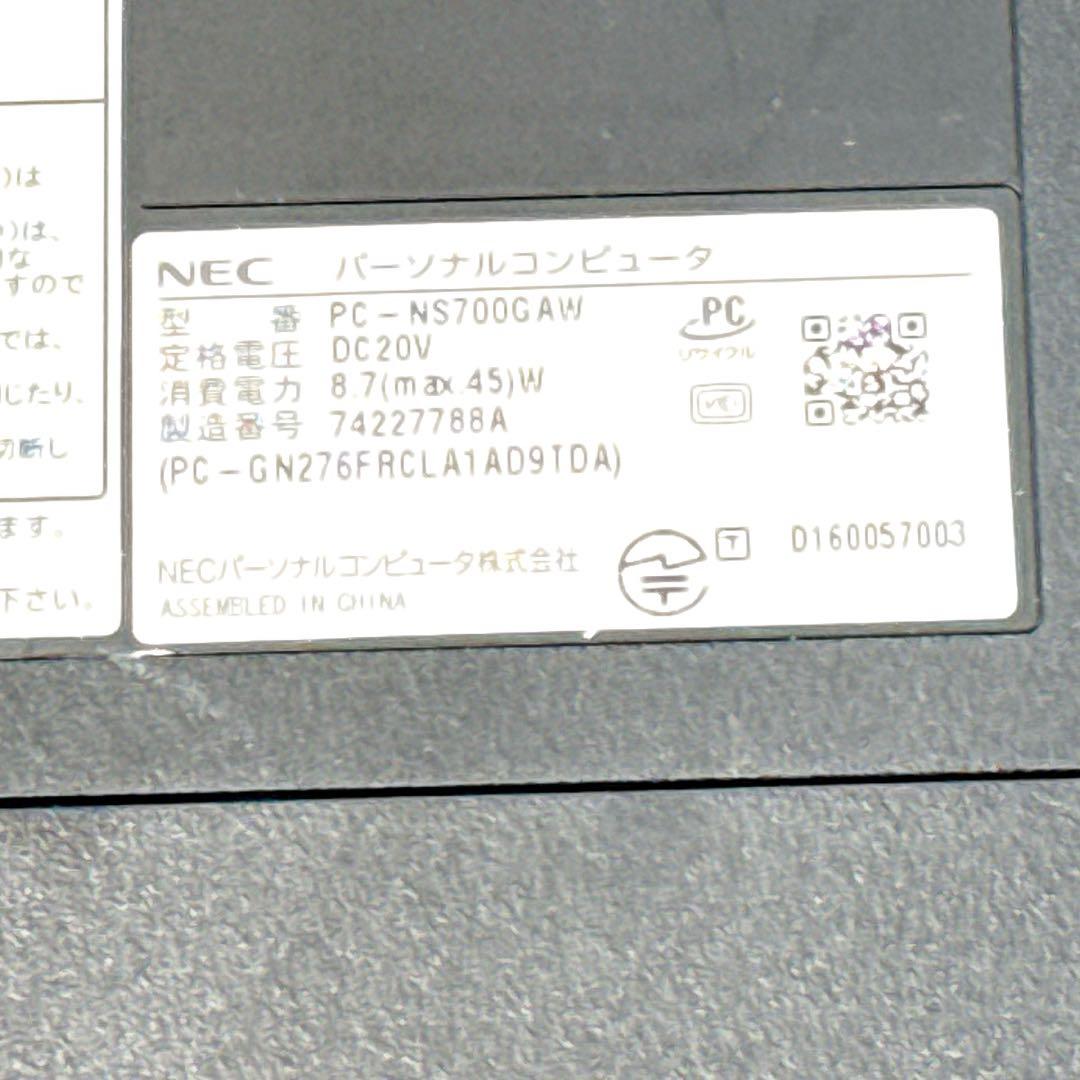 )は
)は、
な
すので
では、
じたり、
切断し
ます。
下さい。
NEC パーソナルコンピュータ
型番 PC-NS700GAW
定格電圧 DC20V
消費電力 8.7(max.45)W
製造番号 74227788A
(PC-GN276FRCLA1AD9TDA)
PC
リサイクル
NECパーソナルコンピュータ株式会社
ASSEMBLED IN CHINA
T
D160057003